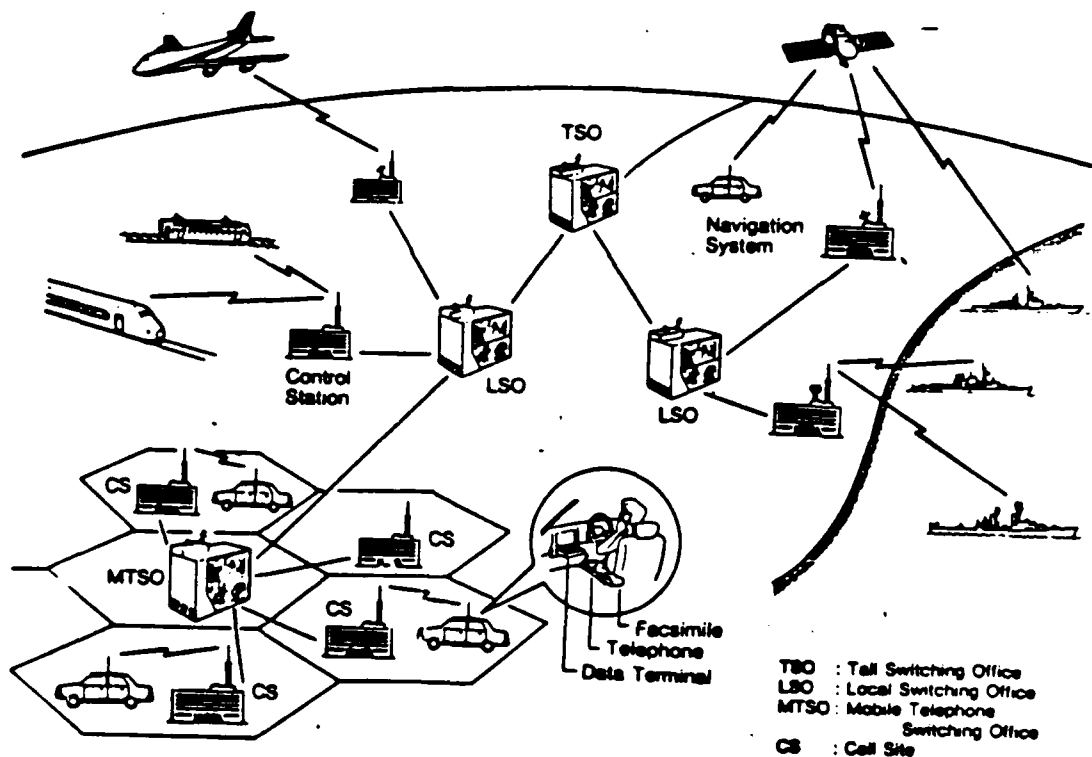 TSO
Navigation
System
Control
Station
LSO
LSO
CS
CS
MTSO
CS
CS
Facsimile
Telephone
Data Terminal
TSO : Tall Switching Office
LSO : Local Switching Office
MTSO : Mobile Telephone
Switching Office
CS : Cell Site